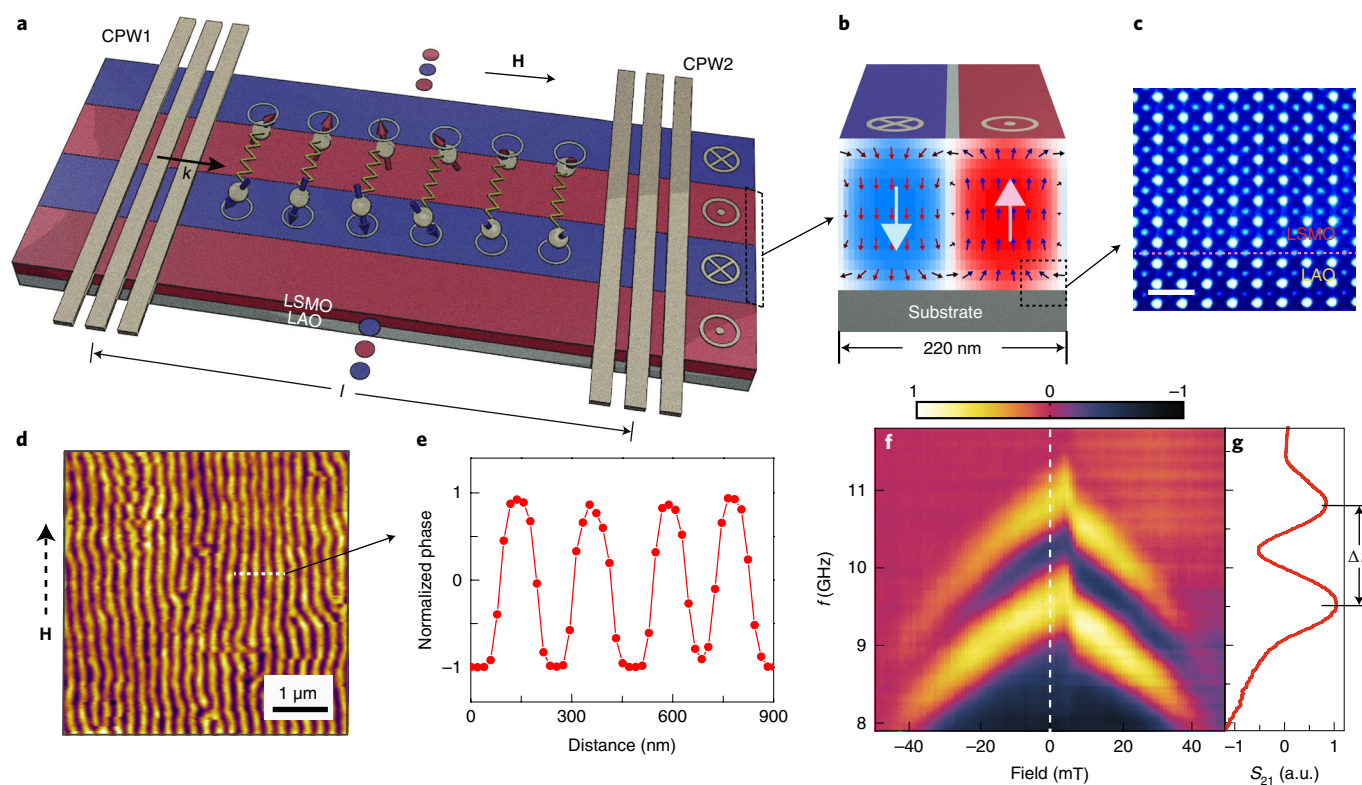 a
CPW1
H
CPW2
k
LSMO
LAO
l
b
Substrate
220 nm
c
LSMO
LAO
d
H
1 µm
e
Normalized phase
1
0
−1
0
300
600
900
Distance (nm)
1
0
−1
f
f (GHz)
11
10
9
8
−40
−20
0
20
40
Field (mT)
g
Δ
−1
0
1
S21 (a.u.)